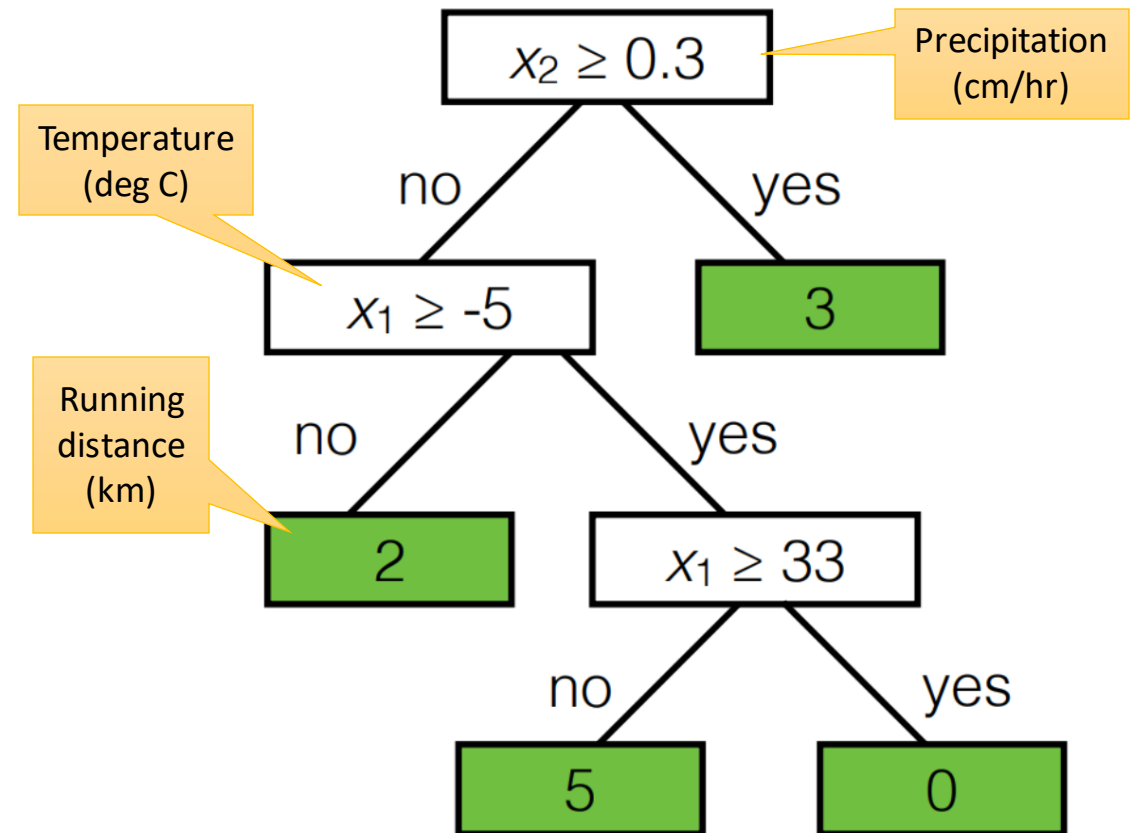 x₂ ≥ 0.3
Precipitation
(cm/hr)
Temperature
(deg C)
no
yes
x₁ ≥ -5
3
Running
distance
(km)
no
yes
2
x₁ ≥ 33
no
yes
5
0